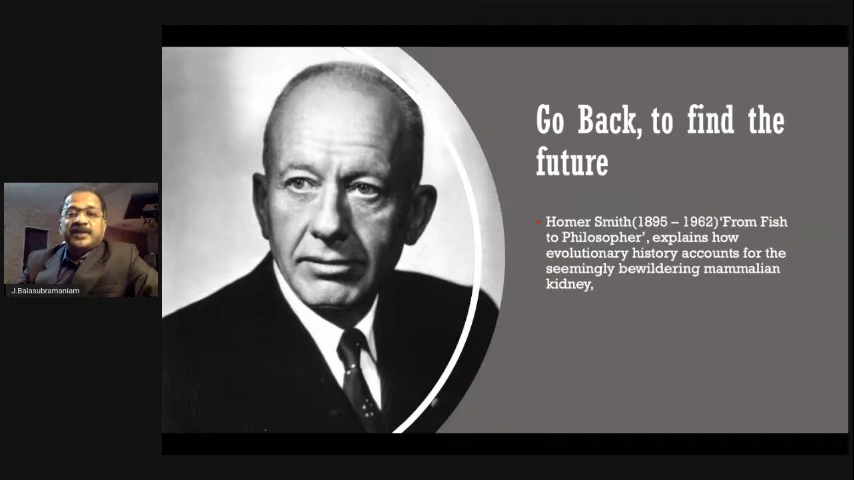 Go Back, to find the
future
Homer Smith(1895 – 1962)‘From Fish
to Philosopher’, explains how
evolutionary history accounts for the
seemingly bewildering mammalian
kidney,
J.Balasubramaniam